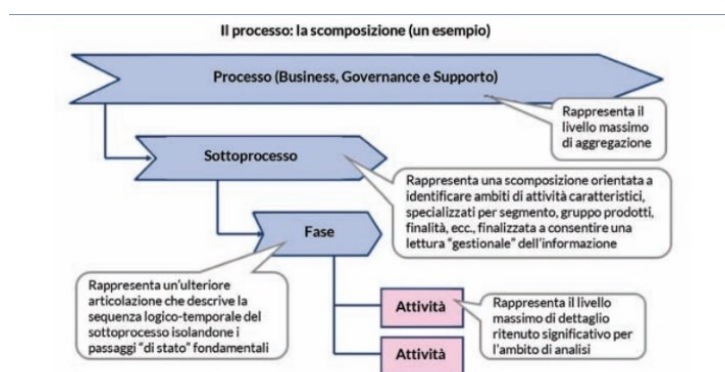 Il processo: la scomposizione (un esempio)
Processo (Business, Governance e Supporto)
Rappresenta il
livello massimo
di aggregazione
Sottoprocesso
Rappresenta una scomposizione orientata a
identificare ambiti di attività caratteristici,
specializzati per segmento, gruppo prodotti,
finalità, ecc., finalizzata a consentire una
lettura "gestionale" dell'informazione
Fase
Rappresenta un'ulteriore
articolazione che descrive la
sequenza logico-temporale del
sottoprocesso isolandone i
passaggi "di stato" fondamentali
Attività
Rappresenta il livello
massimo di dettaglio
ritenuto significativo per
l'ambito di analisi
Attività